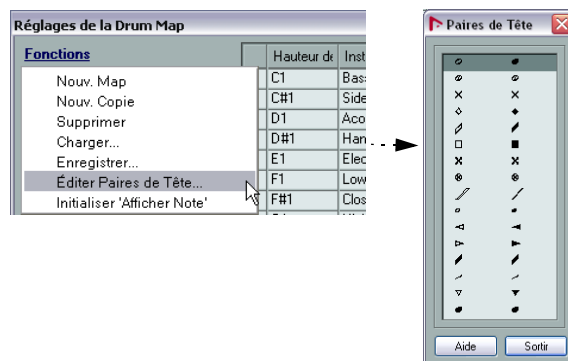 Réglages de la Drum Map
Fonctions
Hauteur de Inst
Nouv. Map
C1 Bas
Nouv. Copie
C#1 Side
Supprimer
D1 Aco
Charger...
D#1 Han
Enregistrer...
E1 Elec
Éditer Paires de Tête...
F1 Low
Initialiser 'Afficher Note'
F#1 Clos
Paires de Tête
Aide Sortir